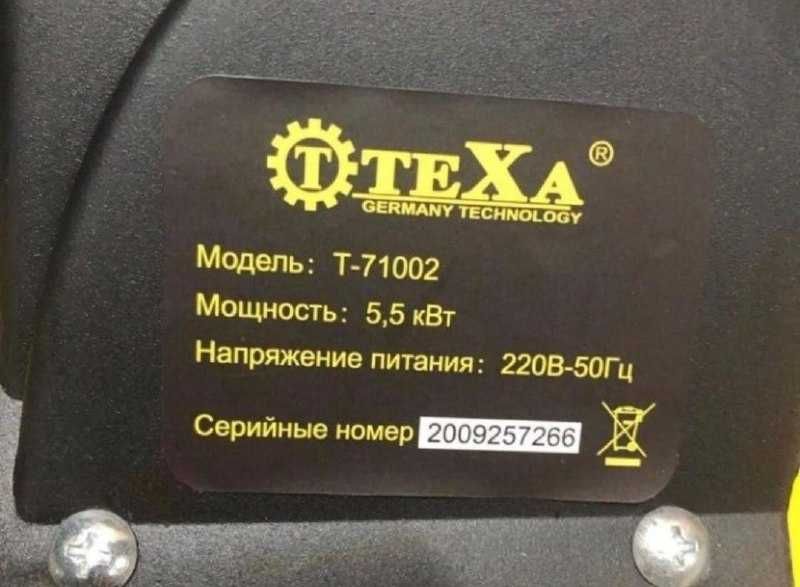 T TEXA ®
GERMANY TECHNOLOGY
Модель: Т-71002
Мощность: 5,5 кВт
Напряжение питания: 220В-50Гц
Серийные номер 2009257266